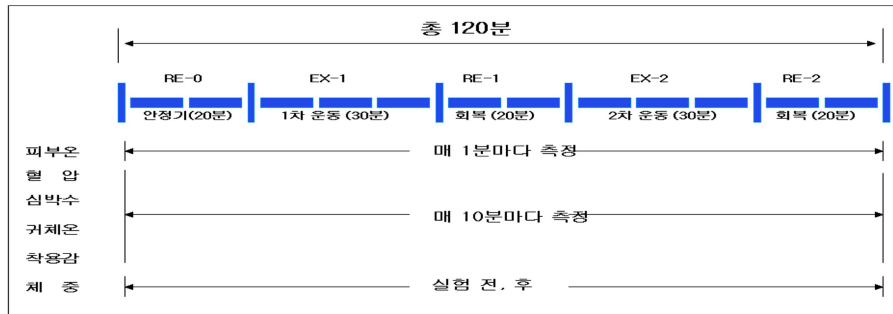 총 120분
RE-0 EX-1 RE-1 EX-2 RE-2
안정기(20분) 1차 운동 (30분) 회복 (20분) 2차 운동 (30분) 회복 (20분)
피부온 매 1분마다 측정
혈 압
심박수
매 10분마다 측정
귀체온
착용감
체 중 실험 전, 후